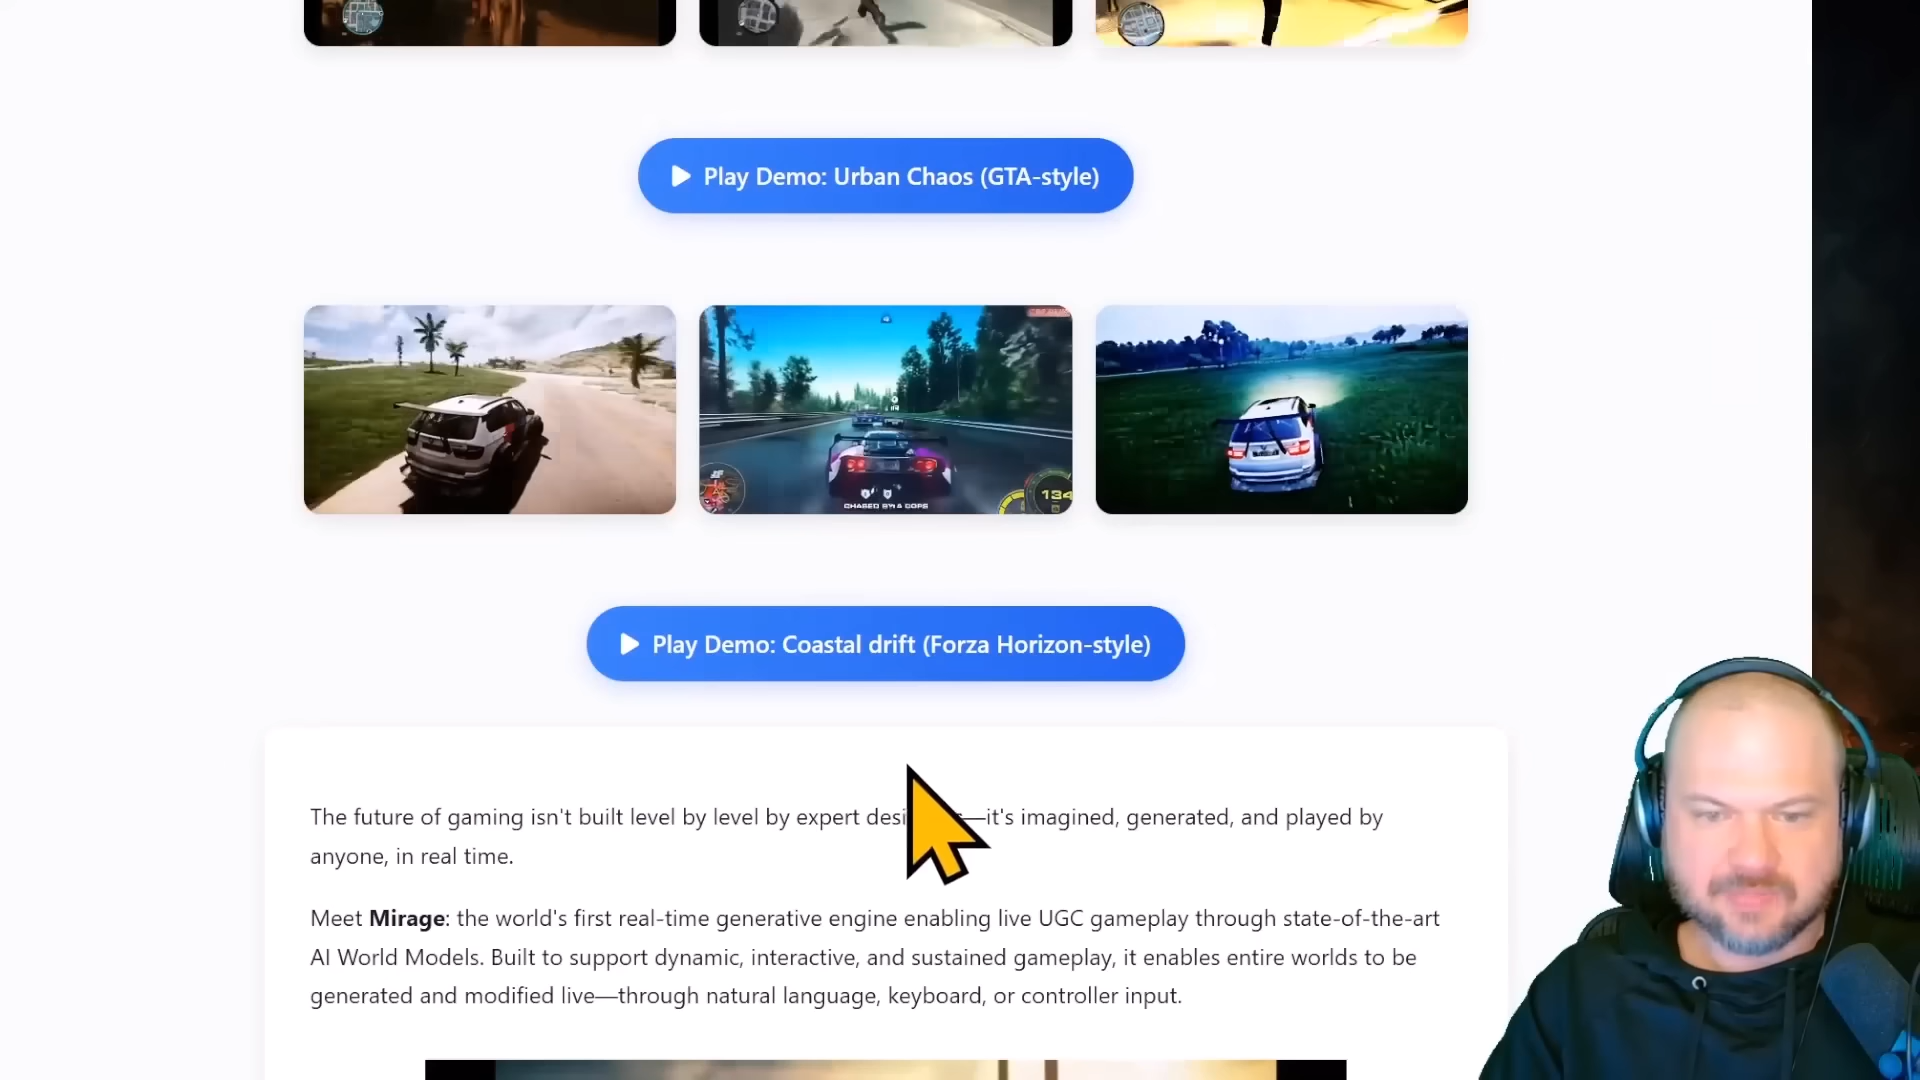 Play Demo: Urban Chaos (GTA-style)
134
Play Demo: Coastal drift (Forza Horizon-style)
The future of gaming isn't built level by level by expert —it's imagined, generated, and played by
anyone, in real time.
Meet Mirage: the world's first real-time generative engine enabling live UGC gameplay through state-of-the-art
AI World Models. Built to support dynamic, interactive, and sustained gameplay, it enables entire worlds to be
generated and modified live—through natural language, keyboard, or controller input.